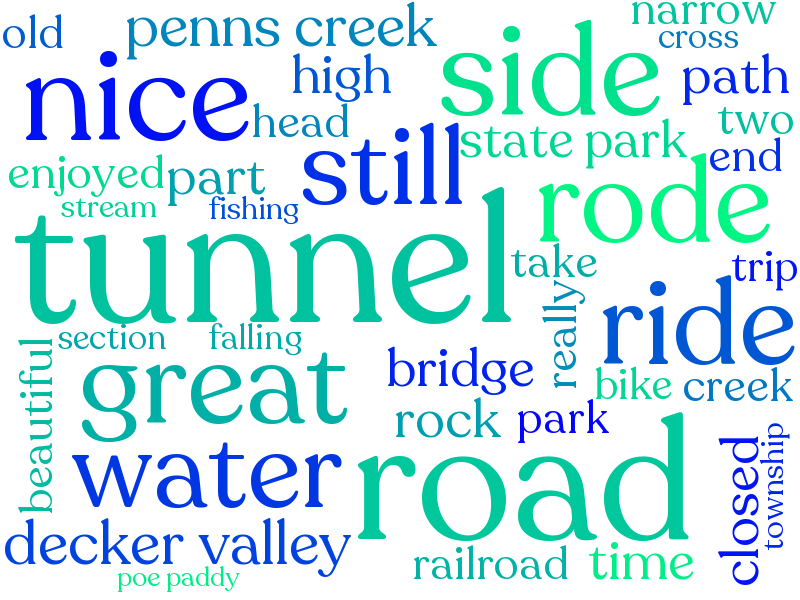 old
penns creek
narrow
cross
nice
high
side
path
head
two
state park
end
enjoyed
part
still
stream
fishing
rode
tunnel
take
trip
really
ride
section
falling
beautiful
great
bridge
bike
creek
rock
park
water
road
closed
township
decker valley
railroad
time
poe paddy